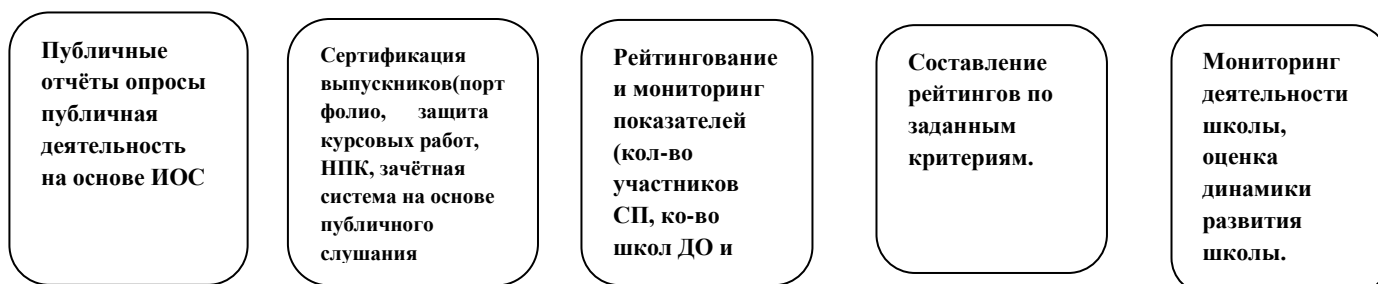 Публичные
отчёты опросы
публичная
деятельность
на основе ИОС
Сертификация
выпускников(порт
фолио, защита
курсовых работ,
НПК, зачётная
система на основе
публичного
слушания
Рейтингование
и мониторинг
показателей
(кол-во
участников
СП, ко-во
школ ДО и
Составление
рейтингов по
заданным
критериям.
Мониторинг
деятельности
школы,
оценка
динамики
развития
школы.